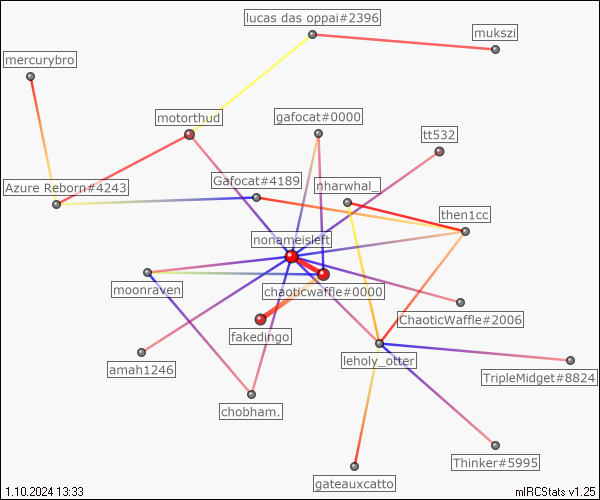 lucas das oppai#2396
mukszi
mercurybro
motorthud
gafocat#0000
tt532
Azure Reborn#4243
Gafocat#4189
nharwhal_
then1cc
nonameisleft
moonraven
chaoticwaffle#0000
ChaoticWaffle#2006
fakedingo
leholy_otter
amah1246
TripleMidget#8824
chobham.
Thinker#5995
gateauxcatto
1.10.2024 13:33
mIRCStats v1.25